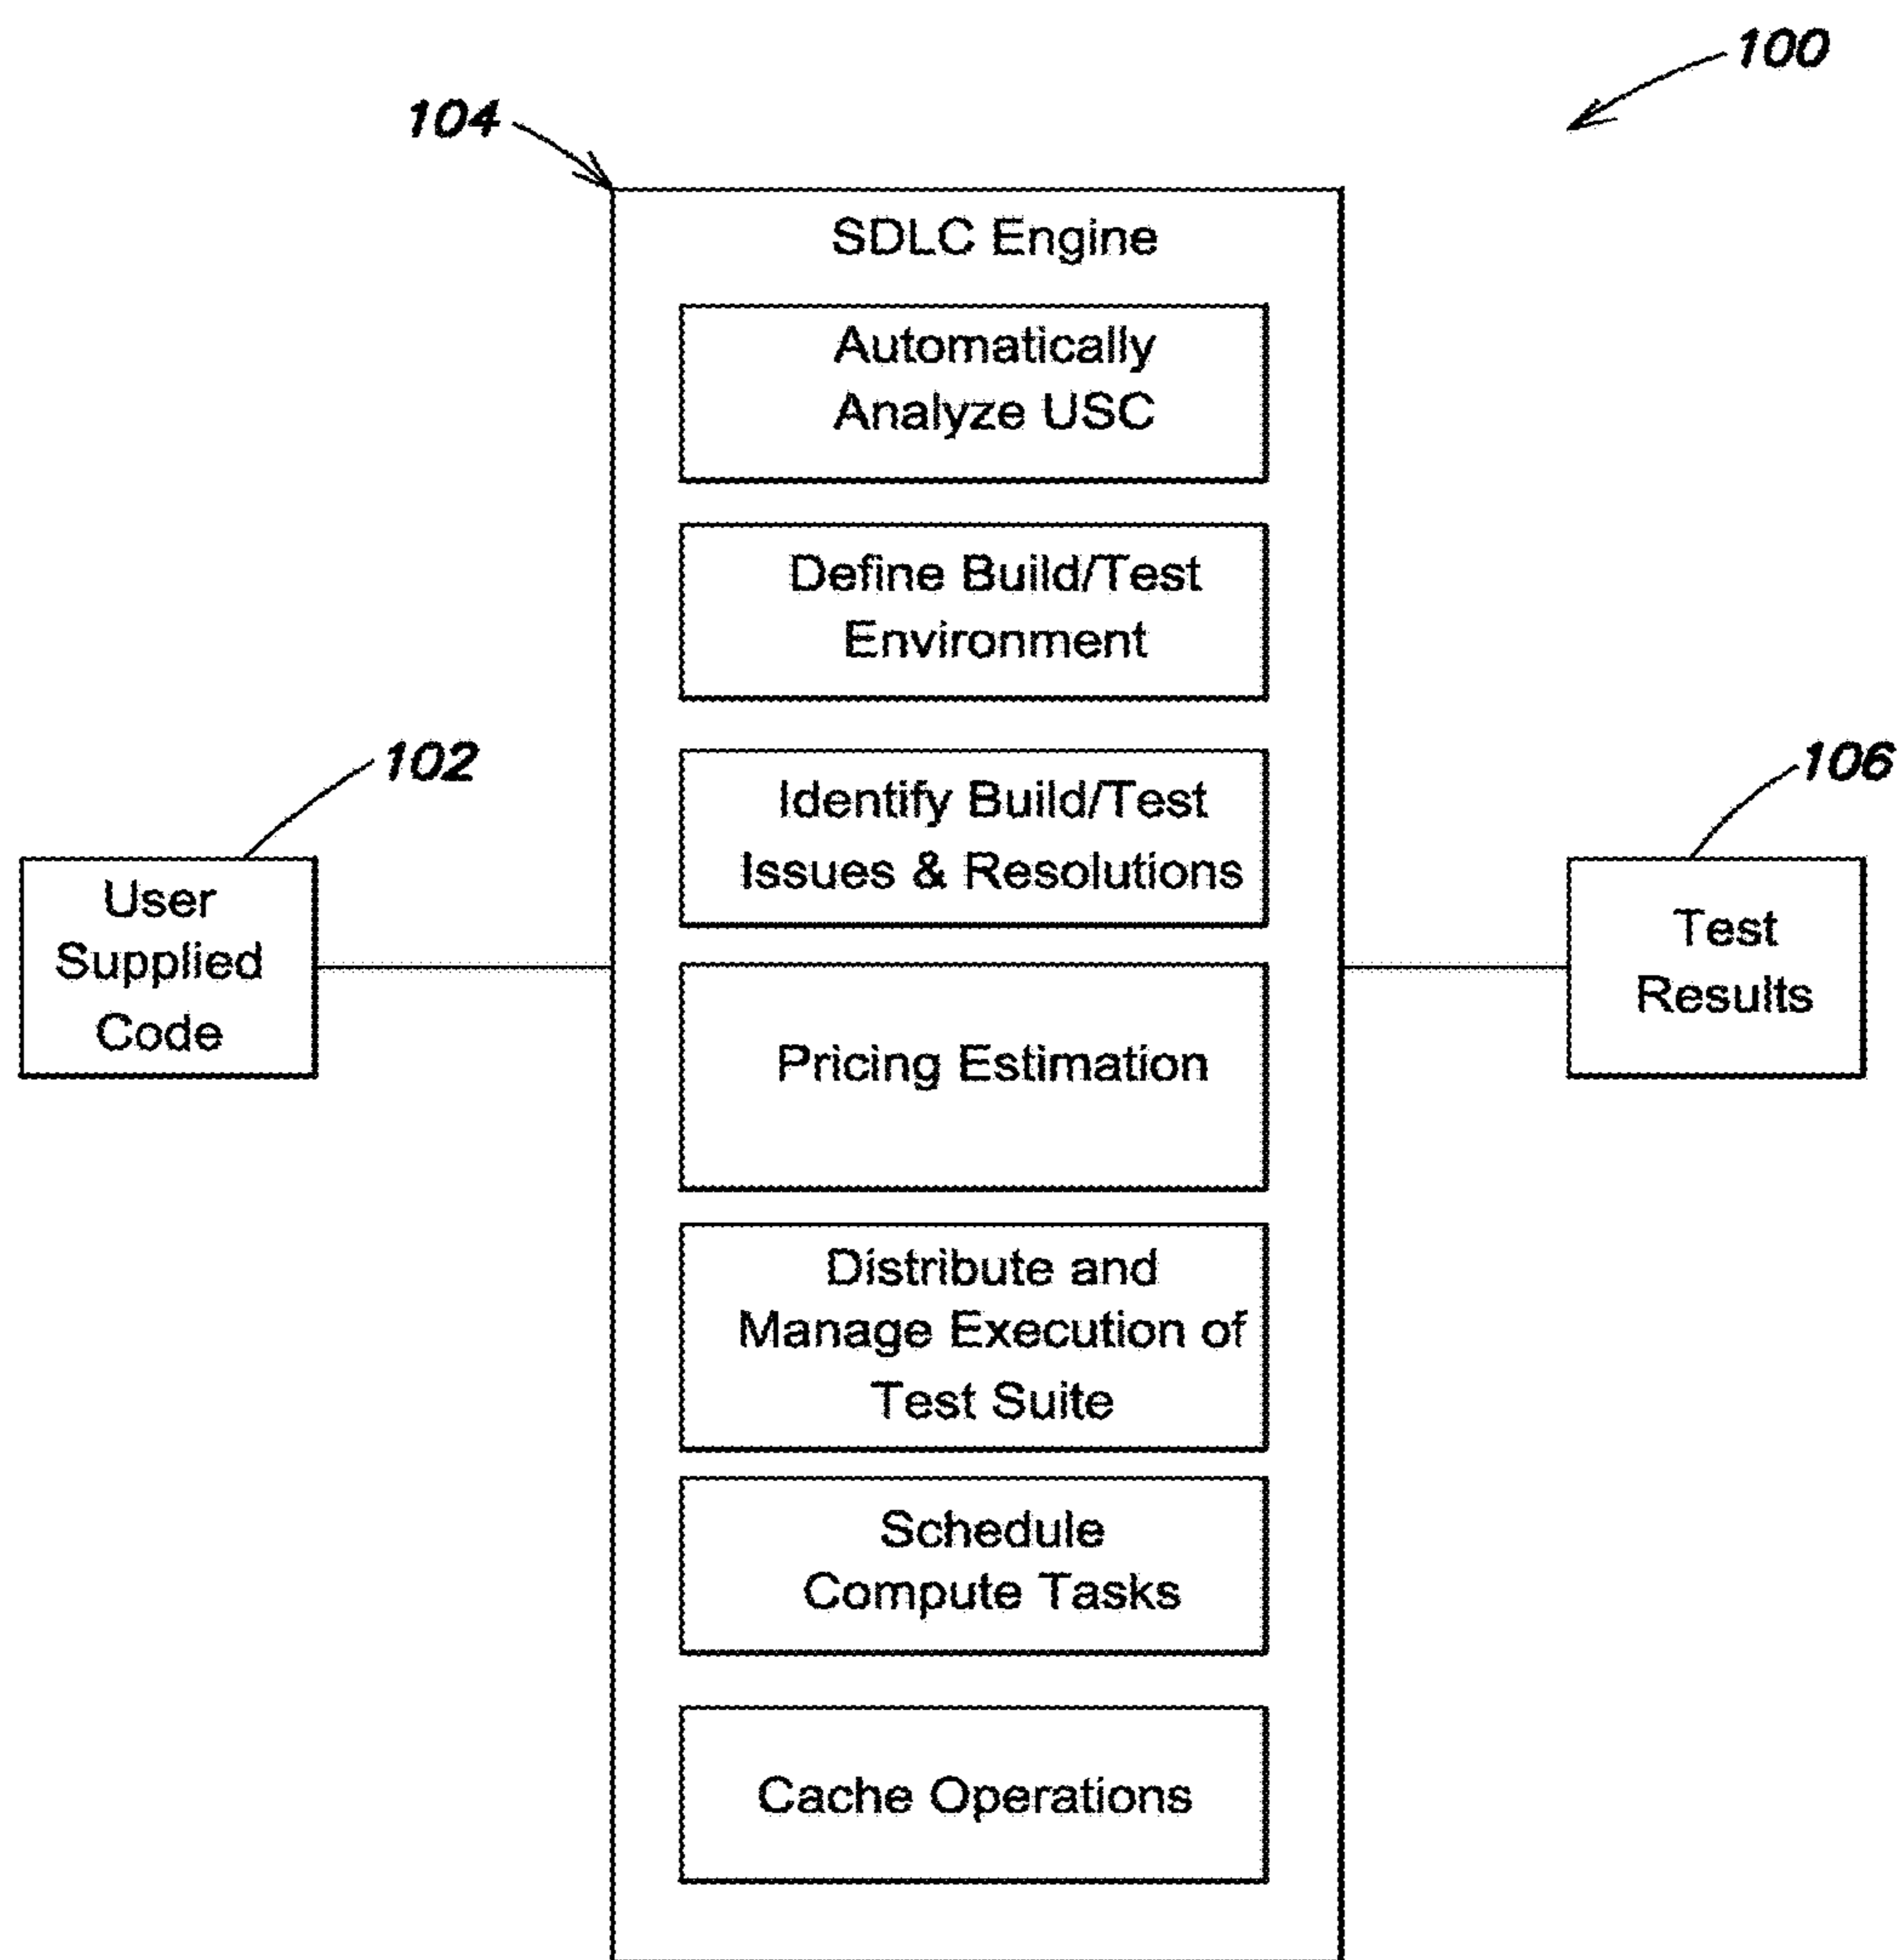 100
104
SDLC Engine
Automatically
Analyze USC
Define Build/Test
Environment
102
Identify Build/Test
Issues & Resolutions
106
User
Supplied
Code
Pricing Estimation
Test
Results
Distribute and
Manage Execution of
Test Suite
Schedule
Compute Tasks
Cache Operations